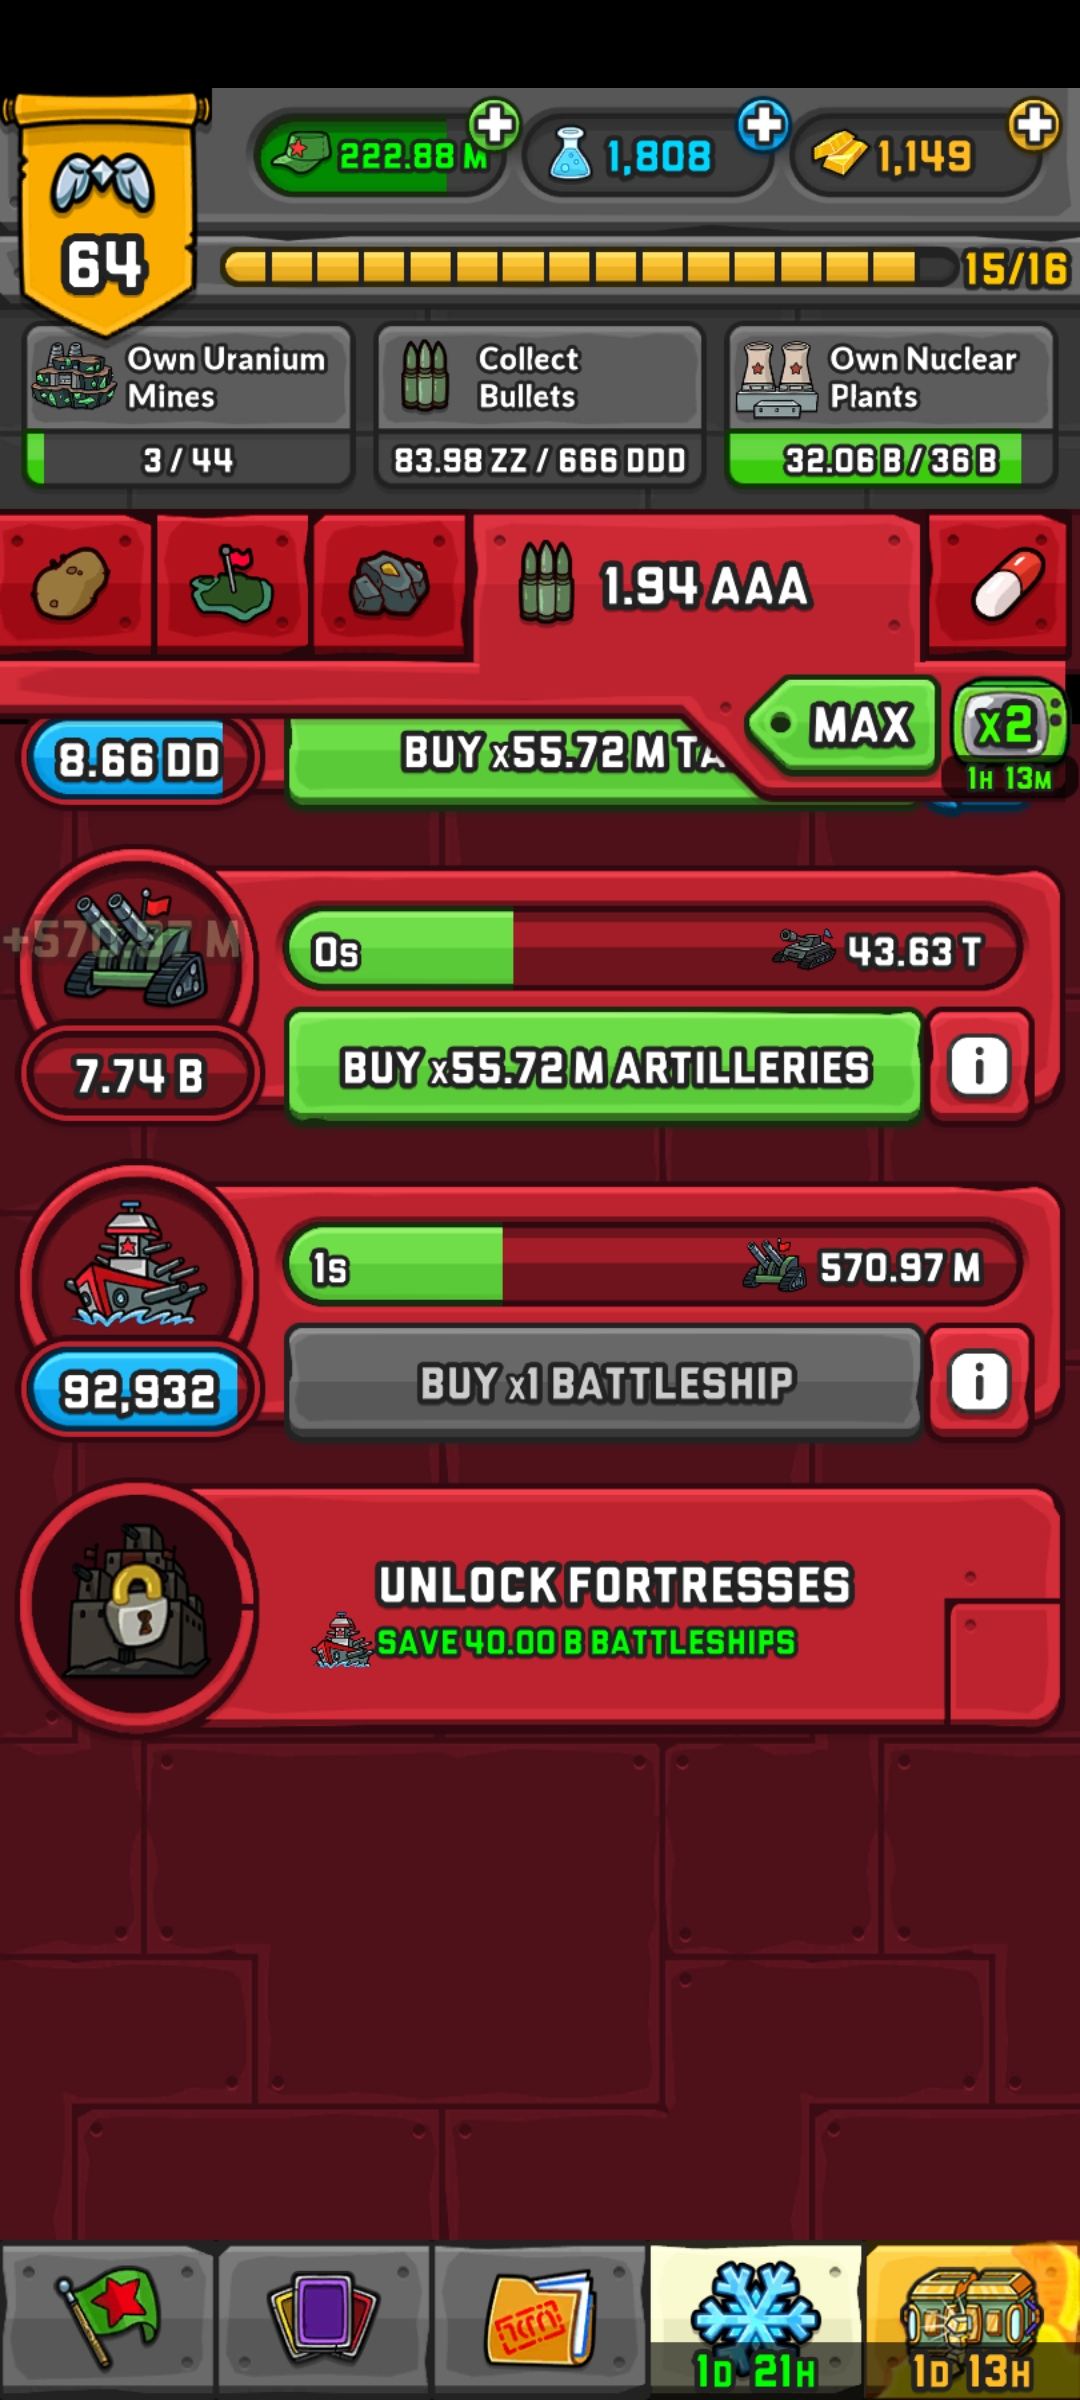 222.88 M
1,808
1,149
64
15/16
Own Uranium
Mines
3 / 44
Collect
Bullets
83.98 ZZ / 666 DDD
Own Nuclear
Plants
32.06 B / 36 B
1.94 AAA
MAX
x2
1H 13M
8.66 DD
BUY x55.72 M TA
+570.97 M
0s
43.63 T
7.74 B
BUY x55.72 M ARTILLERIES
i
1s
570.97 M
92,932
BUY x1 BATTLESHIP
i
UNLOCK FORTRESSES
SAVE 40.00 B BATTLESHIPS
1D 21H
1D 13H